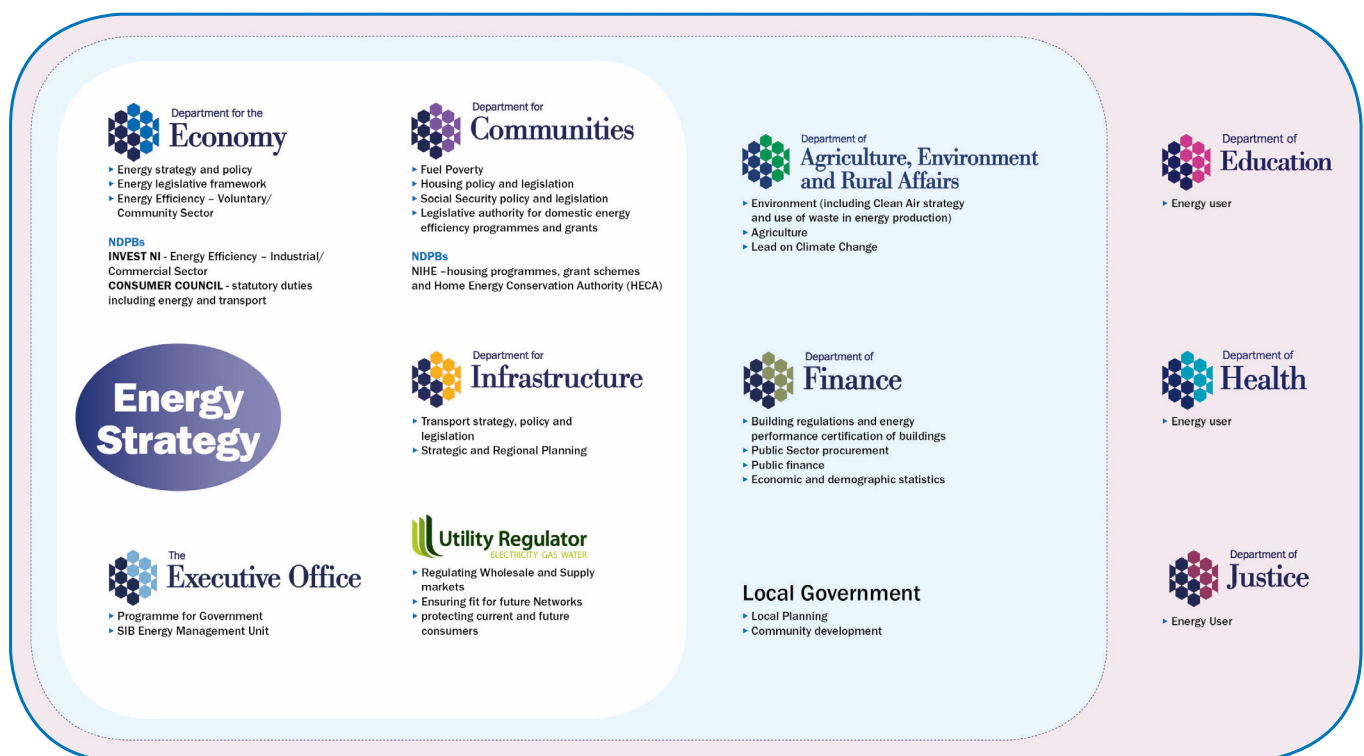 Department for the
Economy
▸ Energy strategy and policy
▸ Energy legislative framework
▸ Energy Efficiency – Voluntary/
Community Sector
NDPBs
INVEST NI - Energy Efficiency – Industrial/
Commercial Sector
CONSUMER COUNCIL - statutory duties
including energy and transport
Department for
Communities
▸ Fuel Poverty
▸ Housing policy and legislation
▸ Social Security policy and legislation
▸ Legislative authority for domestic energy
efficiency programmes and grants
NDPBs
NIHE –housing programmes, grant schemes
and Home Energy Conservation Authority (HECA)
Department of
Agriculture, Environment
and Rural Affairs
▸ Environment (including Clean Air strategy
and use of waste in energy production)
▸ Agriculture
▸ Lead on Climate Change
Department of
Education
▸ Energy user
Energy
Strategy
Department for
Infrastructure
▸ Transport strategy, policy and
legislation
▸ Strategic and Regional Planning
Department of
Finance
▸ Building regulations and energy
performance certification of buildings
▸ Public Sector procurement
▸ Public finance
▸ Economic and demographic statistics
Department of
Health
▸ Energy user
The
Executive Office
▸ Programme for Government
▸ SIB Energy Management Unit
Utility Regulator
ELECTRICITY GAS WATER
▸ Regulating Wholesale and Supply
markets
▸ Ensuring fit for future Networks
▸ protecting current and future
consumers
Local Government
▸ Local Planning
▸ Community development
Department of
Justice
▸ Energy User